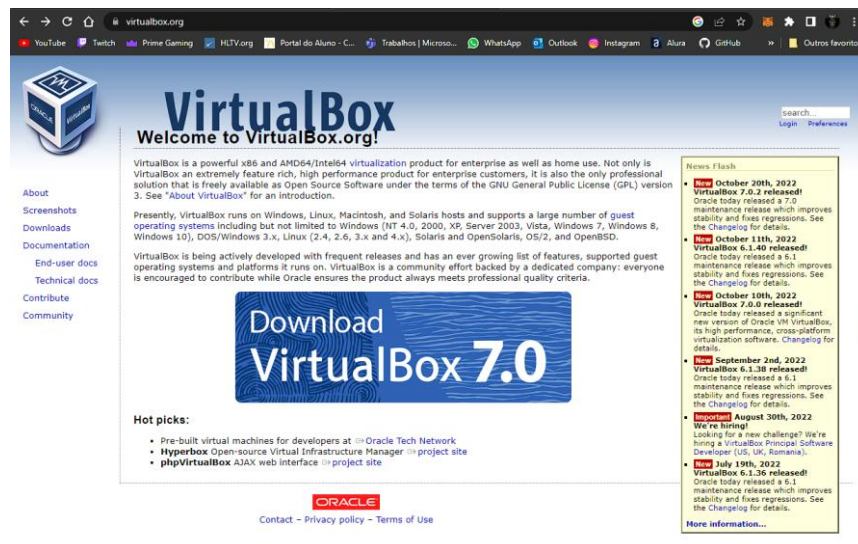 virtualbox.org
YouTube Twitch Prime Gaming HLTV.org Portal do Aluno - C... Trabalhos | Microso... WhatsApp Outlook Instagram Alura GitHub » Outros favorito
VirtualBox
search...
Login Preferences
Welcome to VirtualBox.org!
About
Screenshots
Downloads
Documentation
End-user docs
Technical docs
Contribute
Community
VirtualBox is a powerful x86 and AMD64/Intel64 virtualization product for enterprise as well as home use. Not only is
VirtualBox an extremely feature rich, high performance product for enterprise customers, it is also the only professional
solution that is freely available as Open Source Software under the terms of the GNU General Public License (GPL) version
3. See "About VirtualBox" for an introduction.
Presently, VirtualBox runs on Windows, Linux, Macintosh, and Solaris hosts and supports a large number of guest
operating systems including but not limited to Windows (NT 4.0, 2000, XP, Server 2003, Vista, Windows 7, Windows 8,
Windows 10), DOS/Windows 3.x, Linux (2.4, 2.6, 3.x and 4.x), Solaris and OpenSolaris, OS/2, and OpenBSD.
VirtualBox is being actively developed with frequent releases and has an ever growing list of features, supported guest
operating systems and platforms it runs on. VirtualBox is a community effort backed by a dedicated company: everyone
is encouraged to contribute while Oracle ensures the product always meets professional quality criteria.
Download
VirtualBox 7.0
Hot picks:
Pre-built virtual machines for developers at Oracle Tech Network
Hyperbox Open-source Virtual Infrastructure Manager project site
phpVirtualBox AJAX web interface project site
News Flash
New October 20th, 2022
VirtualBox 7.0.2 released!
Oracle today released a 7.0
maintenance release which improves
stability and fixes regressions. See
the Changelog for details.
New October 11th, 2022
VirtualBox 6.1.40 released!
Oracle today released a 6.1
maintenance release which improves
stability and fixes regressions. See
the Changelog for details.
New October 10th, 2022
VirtualBox 7.0.0 released!
Oracle today released a significant
new version of Oracle VM VirtualBox,
its high performance, cross-platform
virtualization software. Changelog for
details.
New September 2nd, 2022
VirtualBox 6.1.38 released!
Oracle today released a 6.1
maintenance release which improves
stability and fixes regressions. See
the Changelog for details.
Important August 30th, 2022
We're hiring!
Looking for a new challenge? We're
hiring a VirtualBox Principal Software
Developer (US, UK, Romania).
New July 19th, 2022
VirtualBox 6.1.36 released!
Oracle today released a 6.1
maintenance release which improves
stability and fixes regressions. See
the Changelog for details.
More information...
ORACLE
Contact – Privacy policy – Terms of Use